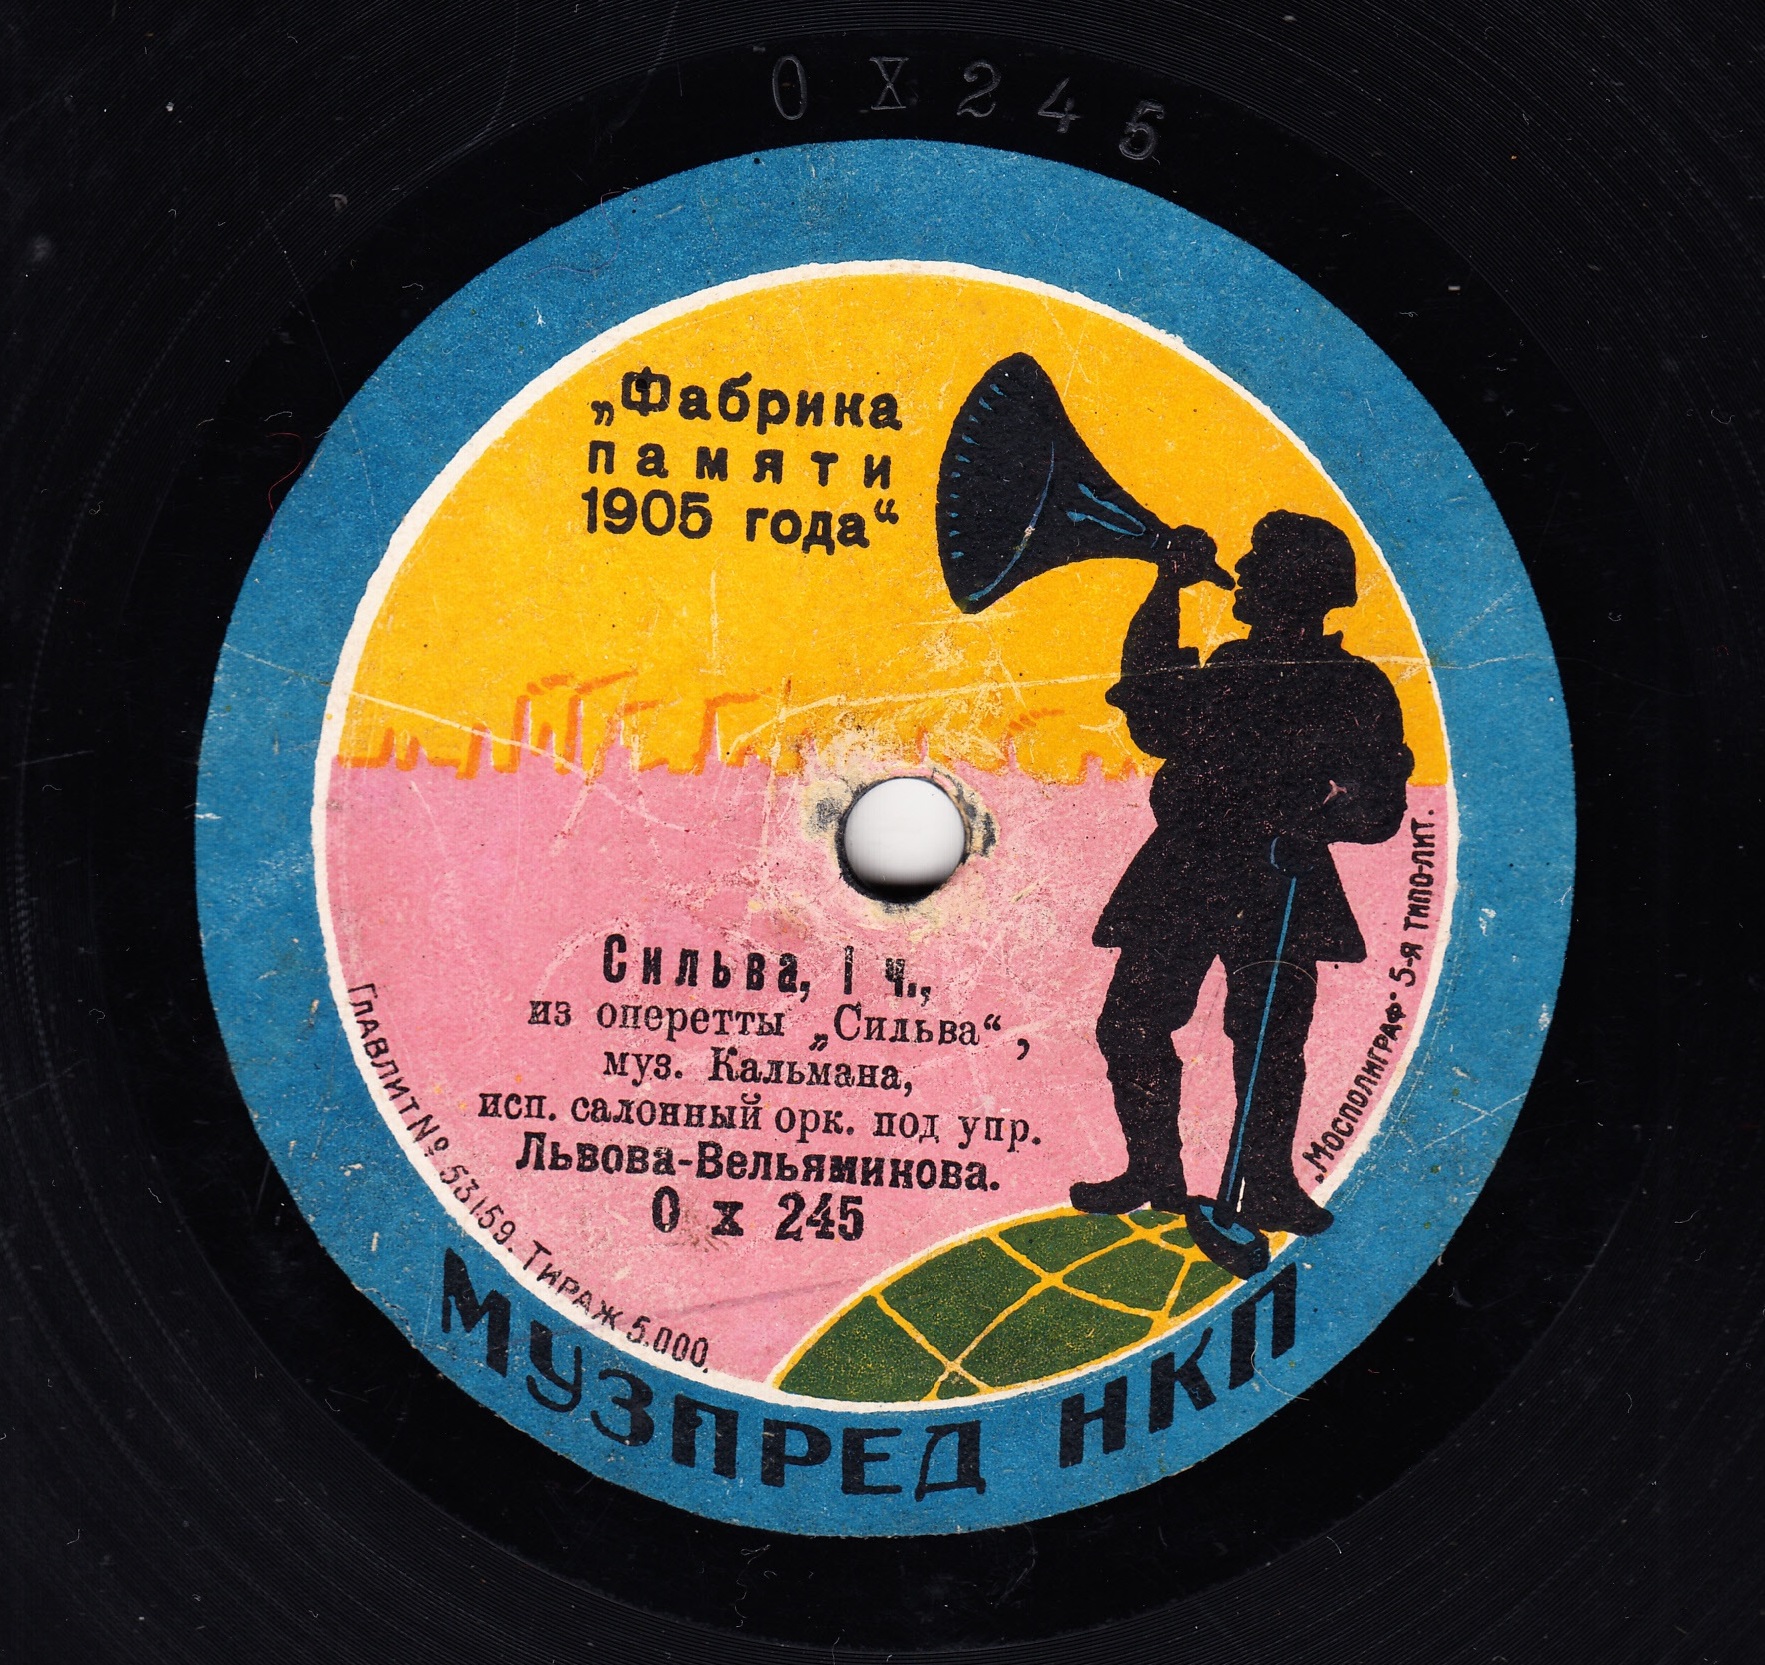 0 X 245
„Фабрика
памяти
1905 года“
Сильва, I ч.,
из оперетты „Сильва“,
муз. Кальмана,
исп. салонный орк. под упр.
Львова-Вельяминова.
0 х 245
Главлит № 53159. Тираж 5.000.
„Мосполиграф“ 5-я типо-лит.
МУЗПРЕД НКП